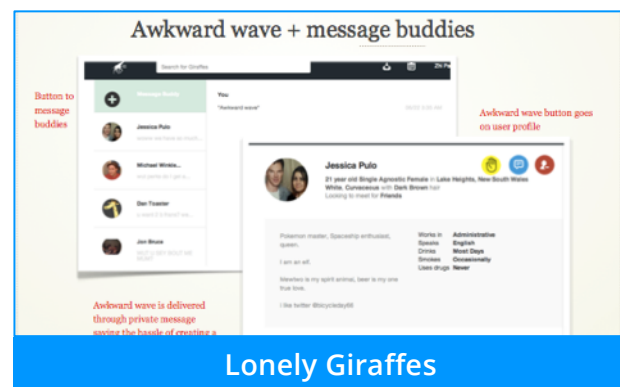 Awkward wave + message buddies
Button to
message
buddies
Search for Giraffes
Message Buddy
You
"Awkward wave"
Jessica Pulo
Michael Winkle...
Dan Toaster
Jon Bruce
Awkward wave button goes
on user profile
Jessica Pulo
21 year old Single Agnostic Female in Lake Heights, New South Wales
White, Curvaceous with Dark Brown hair
Looking to meet for Friends
Pokemon master, Spaceship enthusiast,
queen.
I am an elf.
Mewtwo is my spirit animal, beer is my one
true love.
I like twitter @bicycleday66
Works in Administrative
Speaks English
Drinks Most Days
Smokes Occasionally
Uses drugs Never
Awkward wave is delivered
through private message
saving the hassle of creating a
Lonely Giraffes